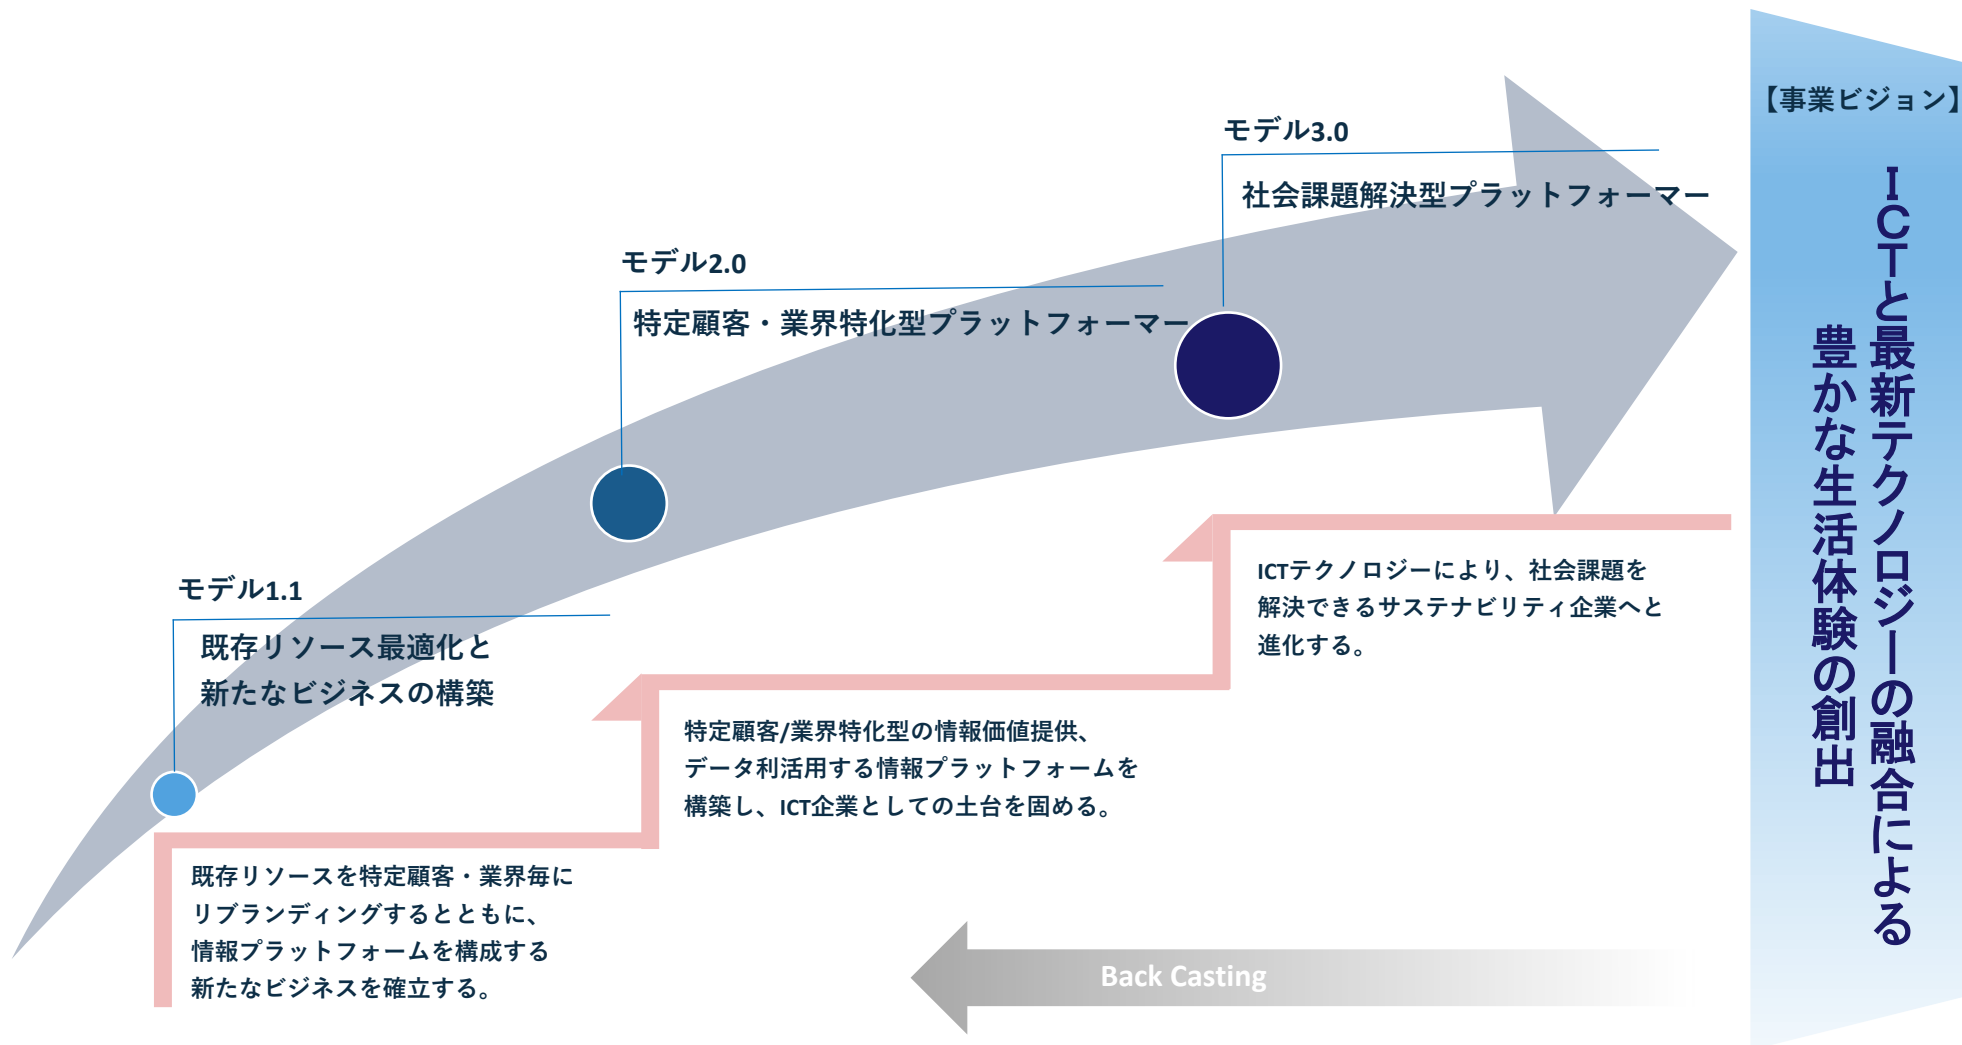 モデル1.1
既存リソース最適化と
新たなビジネスの構築
既存リソースを特定顧客・業界毎に
リブランディングするとともに、
情報プラットフォームを構成する
新たなビジネスを確立する。
モデル2.0
特定顧客・業界特化型プラットフォーマー
特定顧客/業界特化型の情報価値提供、
データ利活用する情報プラットフォームを
構築し、ICT企業としての土台を固める。
モデル3.0
社会課題解決型プラットフォーマー
ICTテクノロジーにより、社会課題を
解決できるサステナビリティ企業へと
進化する。
Back Casting
【事業ビジョン】
ICTと最新テクノロジーの融合による
豊かな生活体験の創出